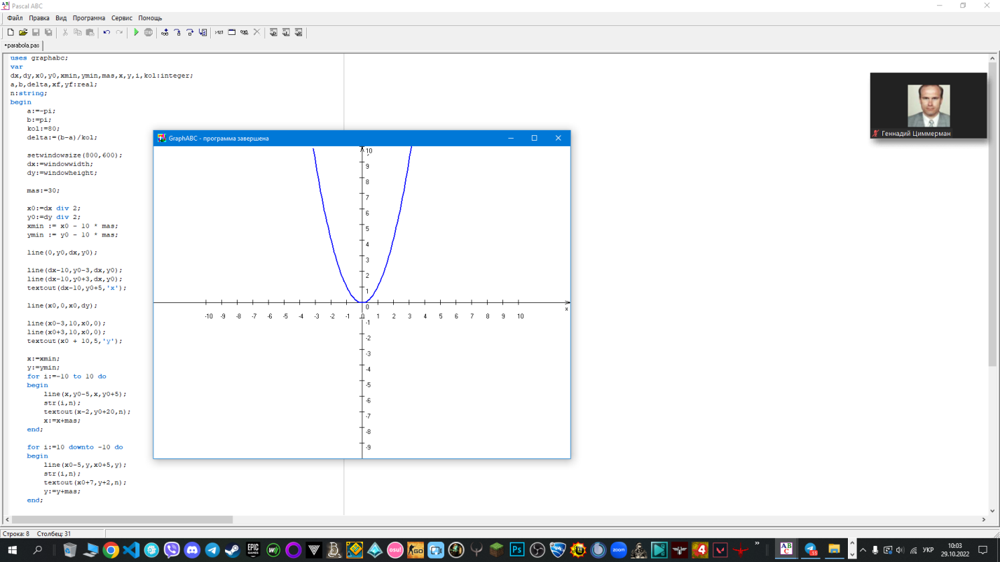 Pascal ABC
Файл Правка Вид Программа Сервис Помощь
•parabola.pas
uses graphabc;
var
dx,dy,x0,y0,xmin,ymin,mas,x,y,i,kol:integer;
a,b,delta,xf,yf:real;
n:string;
begin
a:=-pi;
b:=pi;
kol:=80;
delta:=(b-a)/kol;
setwindowsize(800,600);
dx:=windowwidth;
dy:=windowheight;
mas:=30;
x0:=dx div 2;
y0:=dy div 2;
xmin := x0 - 10 * mas;
ymin := y0 - 10 * mas;
line(0,y0,dx,y0);
line(dx-10,y0-3,dx,y0);
line(dx-10,y0+3,dx,y0);
textout(dx-10,y0+5,'x');
line(x0,0,x0,dy);
line(x0-3,10,x0,0);
line(x0+3,10,x0,0);
textout(x0 + 10,5,'y');
x:=xmin;
y:=ymin;
for i:=-10 to 10 do
begin
line(x,y0-5,x,y0+5);
str(i,n);
textout(x-2,y0+20,n);
x:=x+mas;
end;
for i:=10 downto -10 do
begin
line(x0-5,y,x0+5,y);
str(i,n);
textout(x0+7,y+2,n);
y:=y+mas;
end;
GraphABC - программа завершена
10
9
8
7
6
5
4
3
2
1
0
x
-10 -9 -8 -7 -6 -5 -4 -3 -2 -1 0 1 2 3 4 5 6 7 8 9 10
-1
-2
-3
-4
-5
-6
-7
-8
-9
Геннадий Циммерман
Строка: 8 Столбец: 31
УКР
10:03
29.10.2022